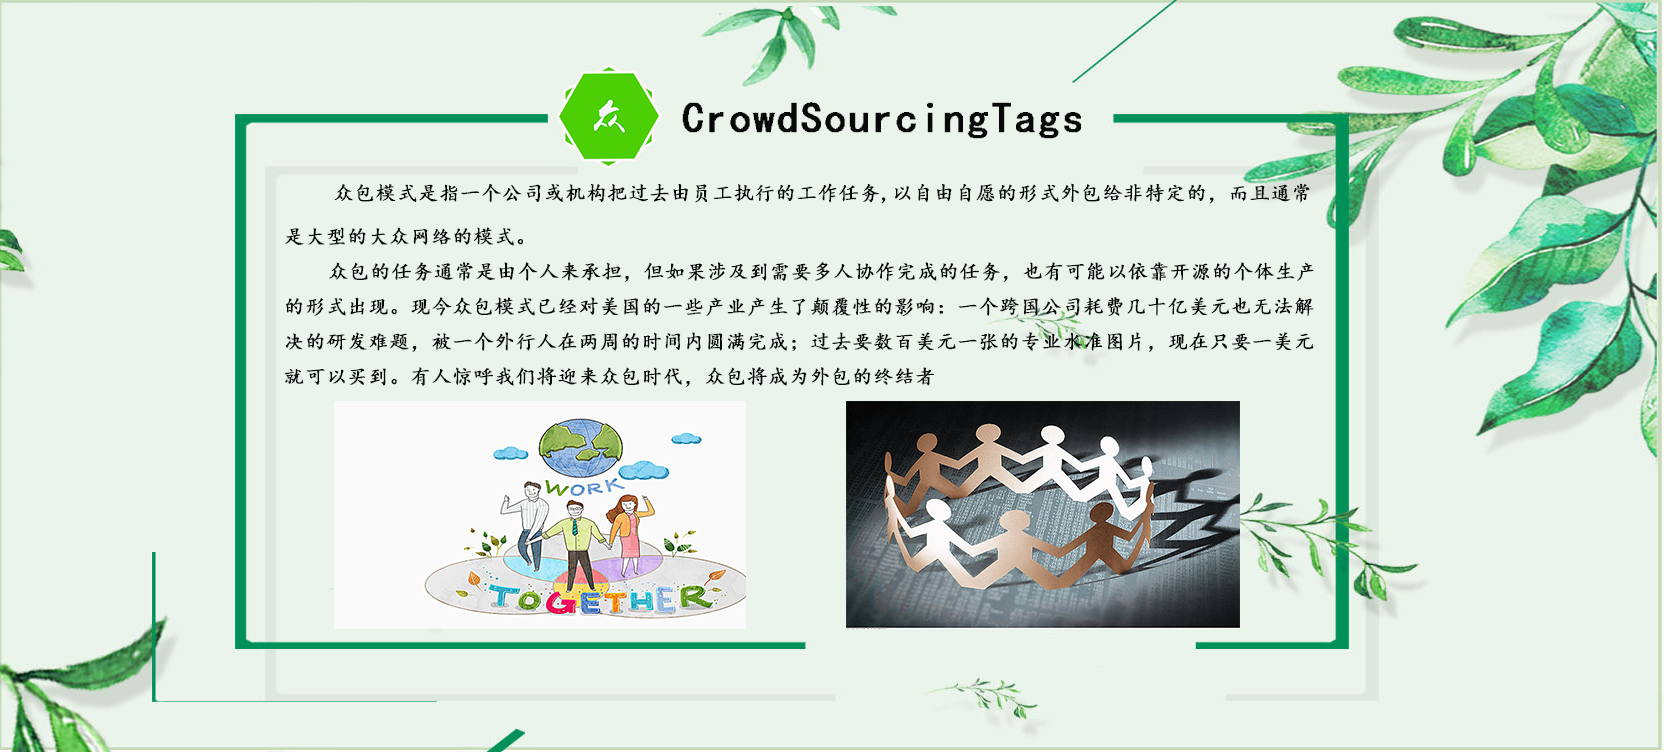 众
CrowdSourcingTags
众包模式是指一个公司或机构把过去由员工执行的工作任务,以自由自愿的形式外包给非特定的，而且通常
是大型的大众网络的模式。
众包的任务通常是由个人来承担，但如果涉及到需要多人协作完成的任务，也有可能以依靠开源的个体生产
的形式出现。现今众包模式已经对美国的一些产业产生了颠覆性的影响：一个跨国公司耗费几十亿美元也无法解
决的研发难题，被一个外行人在两周的时间内圆满完成；过去要数百美元一张的专业水准图片，现在只要一美元
就可以买到。有人惊呼我们将迎来众包时代，众包将成为外包的终结者
WORK
TOGETHER